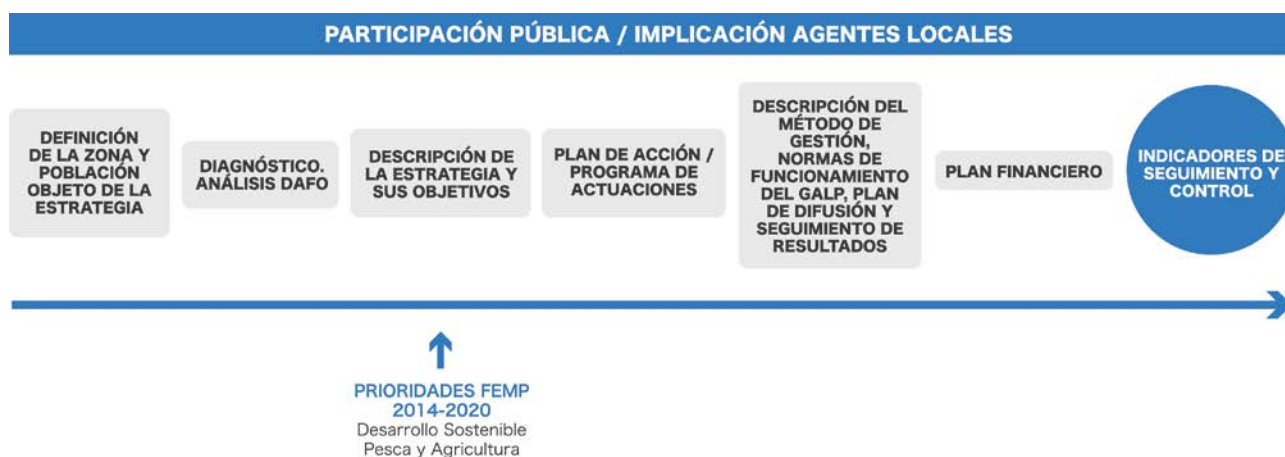 PARTICIPACIÓN PÚBLICA / IMPLICACIÓN AGENTES LOCALES
DEFINICIÓN
DE LA ZONA Y
POBLACIÓN
OBJETO DE LA
ESTRATEGIA
DIAGNÓSTICO.
ANÁLISIS DAFO
DESCRIPCIÓN DE
LA ESTRATEGIA Y
SUS OBJETIVOS
PLAN DE ACCIÓN /
PROGRAMA DE
ACTUACIONES
DESCRIPCIÓN DEL
MÉTODO DE
GESTIÓN,
NORMAS DE
FUNCIONAMIENTO
DEL GALP, PLAN
DE DIFUSIÓN Y
SEGUIMIENTO DE
RESULTADOS
PLAN FINANCIERO
INDICADORES DE
SEGUIMIENTO Y
CONTROL
PRIORIDADES FEMP
2014-2020
Desarrollo Sostenible
Pesca y Agricultura